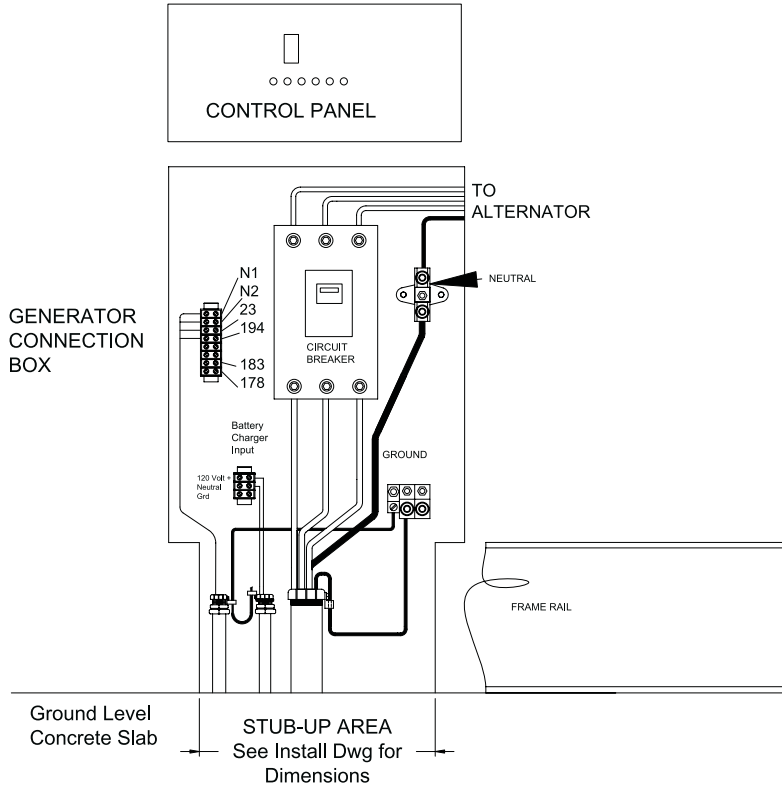 CONTROL PANEL
TO
ALTERNATOR
NEUTRAL
N1
N2
23
194
183
178
GENERATOR
CONNECTION
BOX
CIRCUIT
BREAKER
Battery
Charger
Input
GROUND
120 Volt +
Neutral
Grd
FRAME RAIL
Ground Level
Concrete Slab
STUB-UP AREA
See Install Dwg for
Dimensions